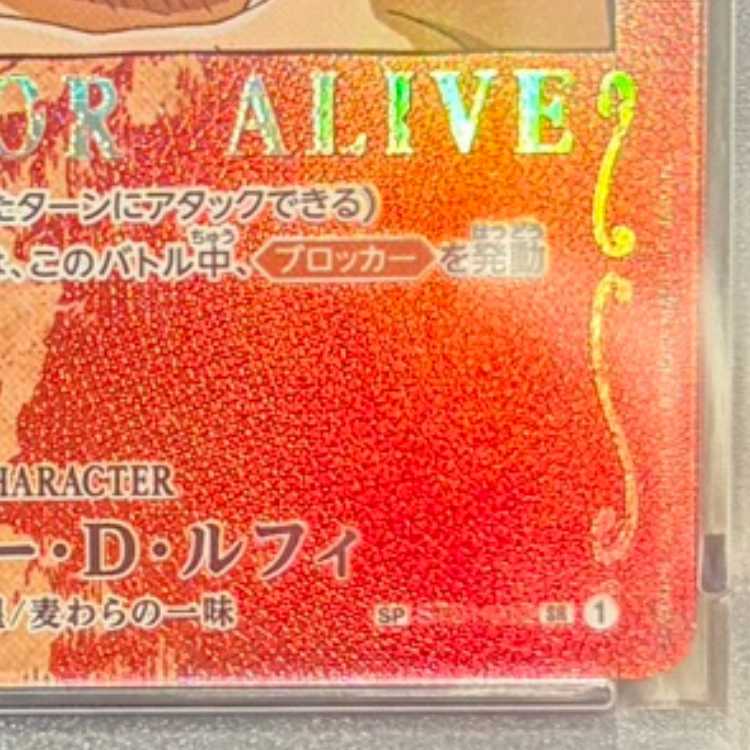 OR ALIVE
たターンにアタックできる)
、このバトル中、ブロッカーを発動
HARACTER
ー・D・ルフィ
/麦わらの一味
SP SR 1